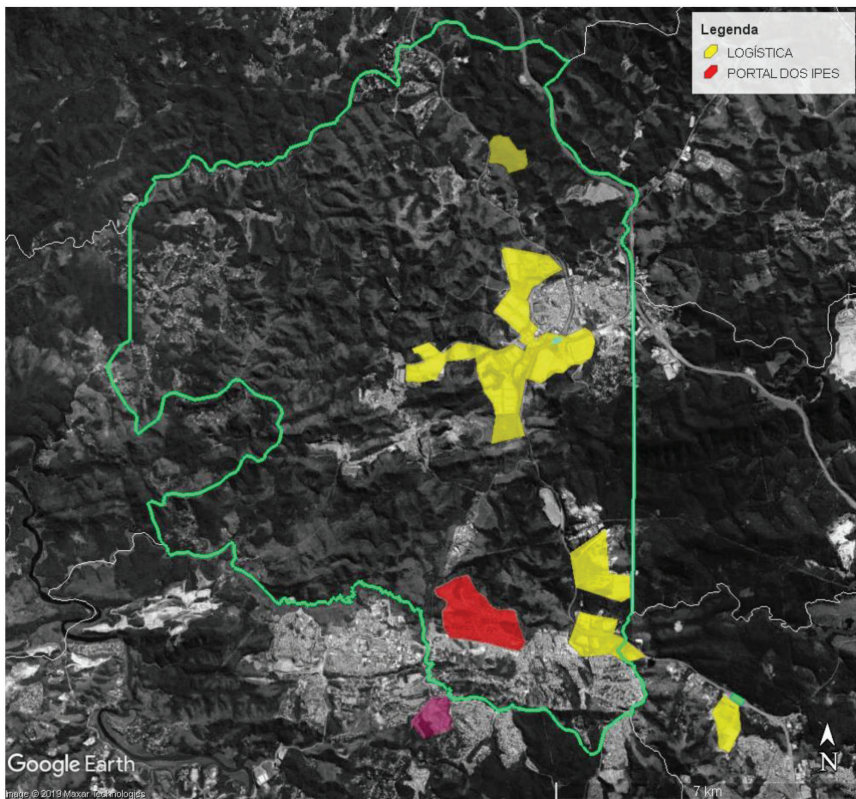 Legenda
LOGÍSTICA
PORTAL DOS IPES
N
Google Earth
Image © 2019 Maxar Technologies
7 km